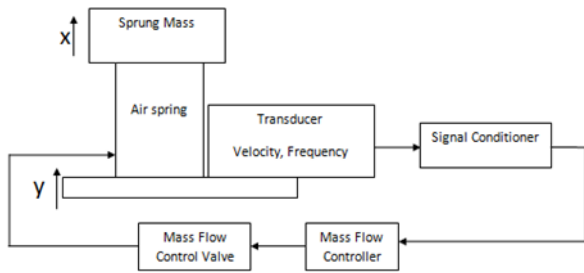 Sprung Mass
x
Air spring
Transducer
Velocity, Frequency
Signal Conditioner
y
Mass Flow
Control Valve
Mass Flow
Controller